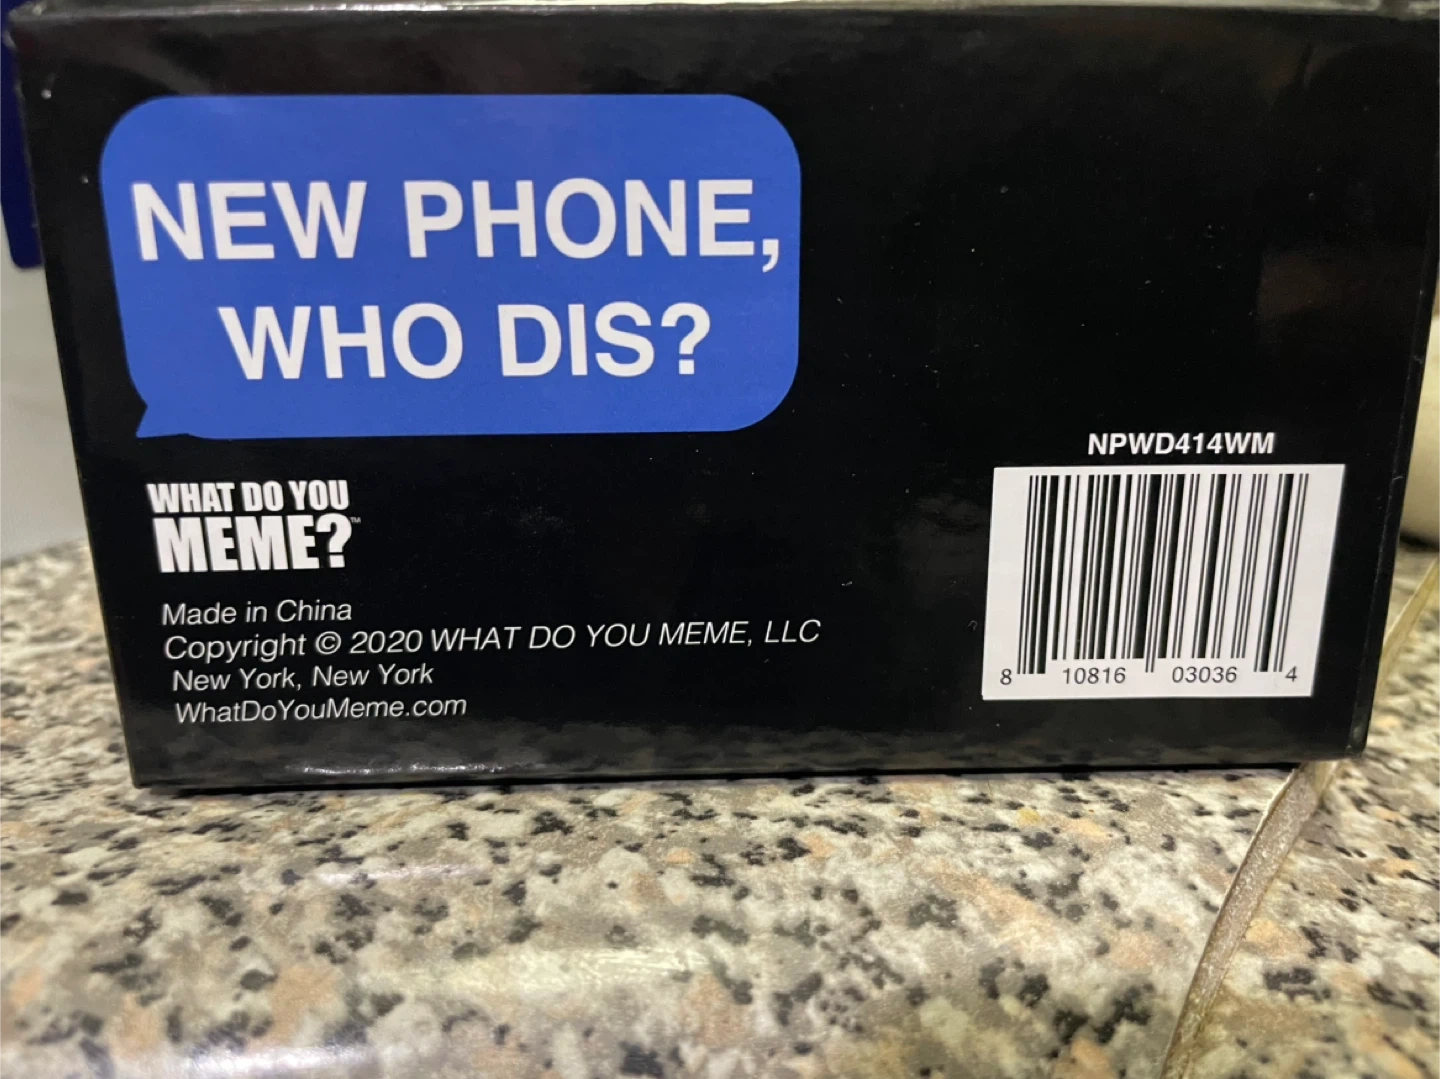 NEW PHONE,
WHO DIS?
WHAT DO YOU
MEME?™
Made in China
Copyright © 2020 WHAT DO YOU MEME, LLC
New York, New York
WhatDoYouMeme.com
NPWD414WM
8 10816 03036 4